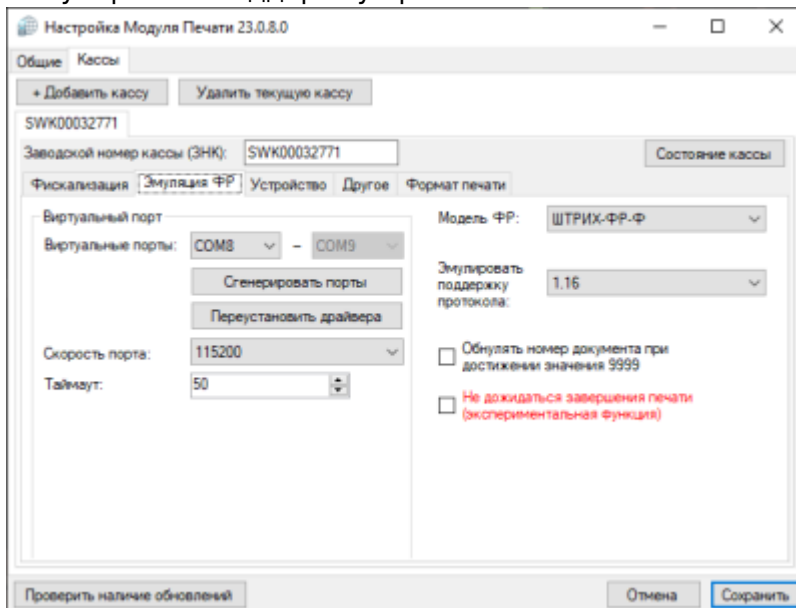 Настройка Модуля Печати 23.0.8.0
Общие Кассы
+ Добавить кассу Удалить текущую кассу
SWK00032771
Заводской номер кассы (ЗНК): SWK00032771 Состояние кассы
Фискализация Эмуляция ФР Устройство Другое Формат печати
Виртуальный порт
Виртуальные порты: COM8 – COM9
Сгенерировать порты
Переустановить драйвера
Скорость порта: 115200
Таймаут: 50
Модель ФР: ШТРИХ-ФР-Ф
Эмулировать
поддержку
протокола:
1.16
Обнулять номер документа при
достижении значения 9999
Не дожидаться завершения печати
(экспериментальная функция)
Проверить наличие обновлений Отмена Сохранить